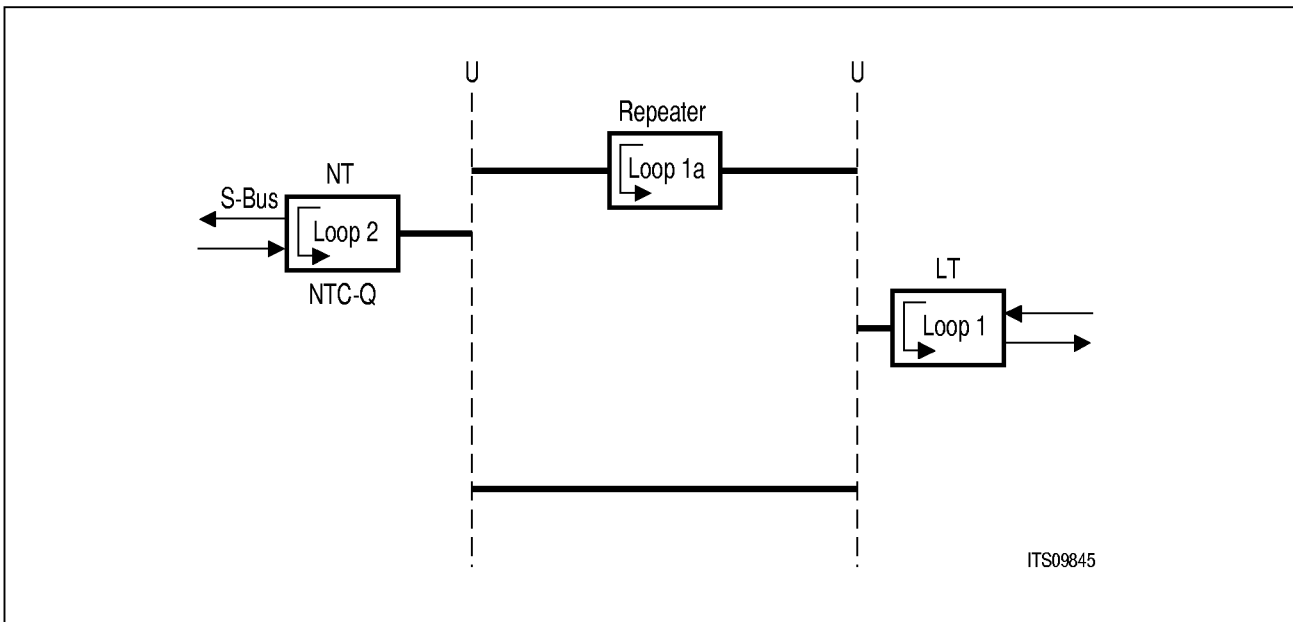 U
U
Repeater
Loop 1a
NT
S-Bus
Loop 2
NTC-Q
LT
Loop 1
ITS09845